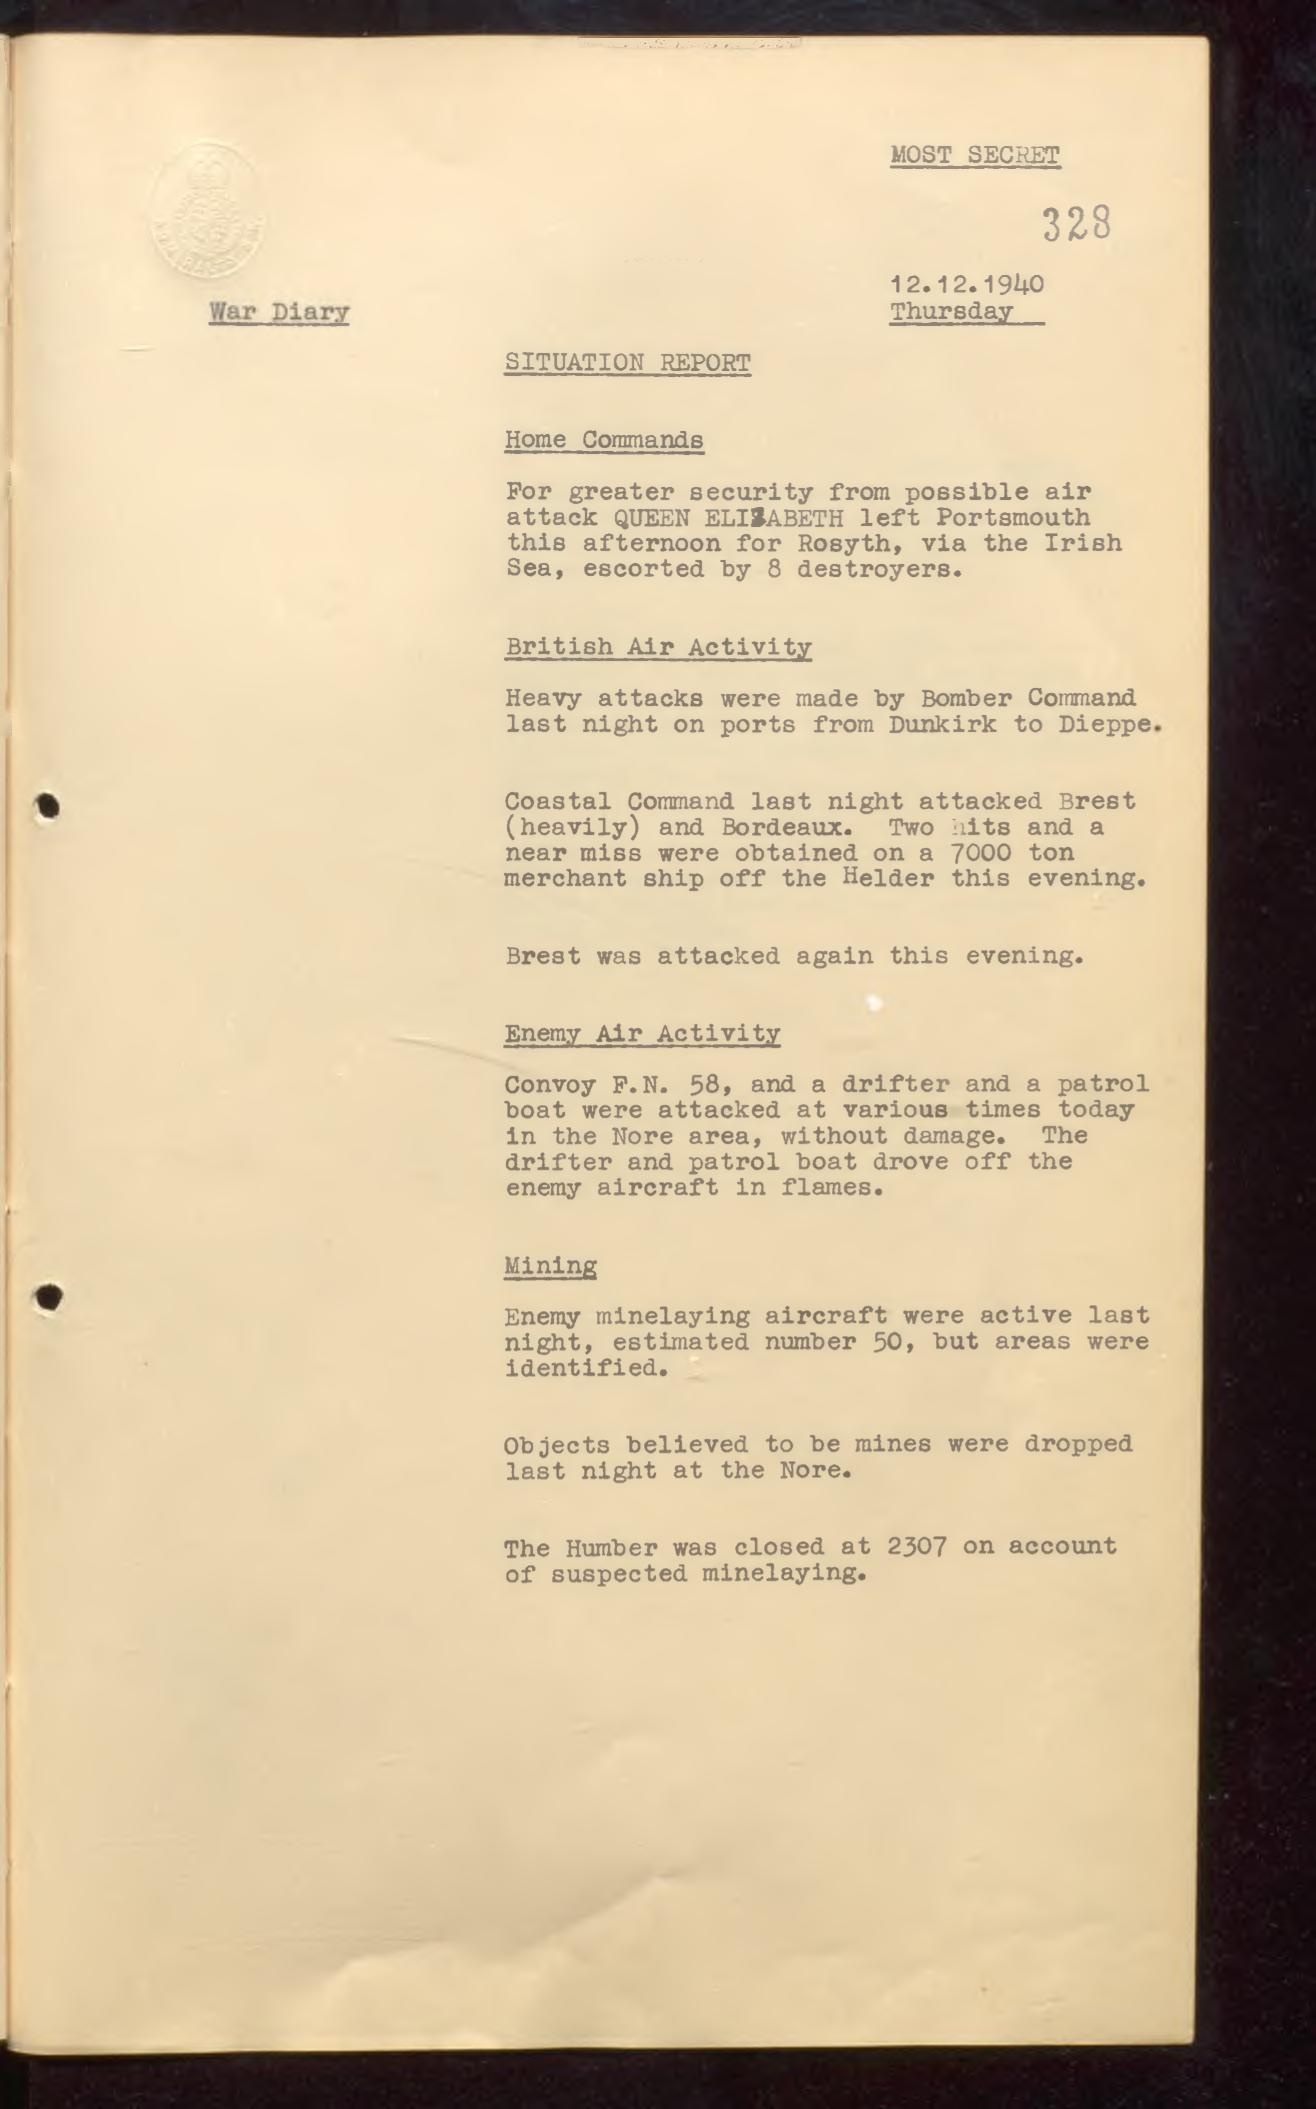 MOST SECRET
328
12.12.1940
Thursday
War Diary
SITUATION REPORT
Home Commands
For greater security from possible air
attack QUEEN ELIZABETH left Portsmouth
this afternoon for Rosyth, via the Irish
Sea, escorted by 8 destroyers.
British Air Activity
Heavy attacks were made by Bomber Command
last night on ports from Dunkirk to Dieppe.
Coastal Command last night attacked Brest
(heavily) and Bordeaux. Two hits and a
near miss were obtained on a 7000 ton
merchant ship off the Helder this evening.
Brest was attacked again this evening.
Enemy Air Activity
Convoy F.N. 58, and a drifter and a patrol
boat were attacked at various times today
in the Nore area, without damage. The
drifter and patrol boat drove off the
enemy aircraft in flames.
Mining
Enemy minelaying aircraft were active last
night, estimated number 50, but areas were
identified.
Objects believed to be mines were dropped
last night at the Nore.
The Humber was closed at 2307 on account
of suspected minelaying.